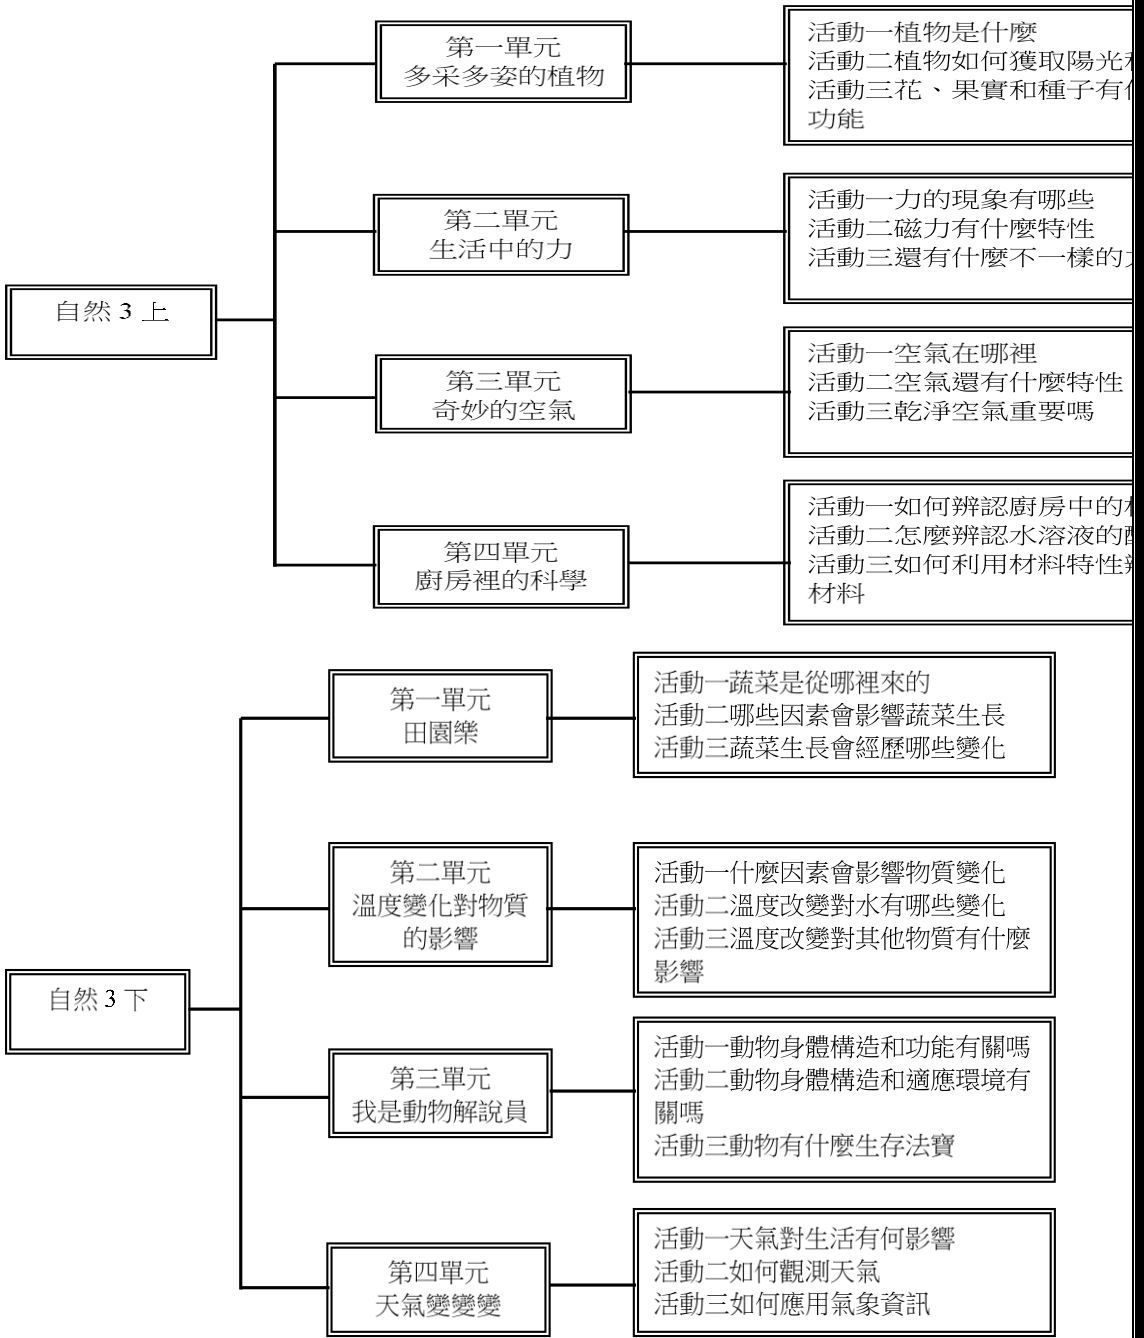 自然 3 上
第一單元
多采多姿的植物
活動一植物是什麼
活動二植物如何獲取陽光
活動三花、果實和種子有
功能
第二單元
生活中的力
活動一力的現象有哪些
活動二磁力有什麼特性
活動三還有什麼不一樣的
第三單元
奇妙的空氣
活動一空氣在哪裡
活動二空氣還有什麼特性
活動三乾淨空氣重要嗎
第四單元
廚房裡的科學
活動一如何辨認廚房中的
活動二怎麼辨認水溶液的
活動三如何利用材料特性
材料
自然 3 下
第一單元
田園樂
活動一蔬菜是從哪裡來的
活動二哪些因素會影響蔬菜生長
活動三蔬菜生長會經歷哪些變化
第二單元
溫度變化對物質
的影響
活動一什麼因素會影響物質變化
活動二溫度改變對水有哪些變化
活動三溫度改變對其他物質有什麼
影響
第三單元
我是動物解說員
活動一動物身體構造和功能有關嗎
活動二動物身體構造和適應環境有
關嗎
活動三動物有什麼生存法寶
第四單元
天氣變變變
活動一天氣對生活有何影響
活動二如何觀測天氣
活動三如何應用氣象資訊